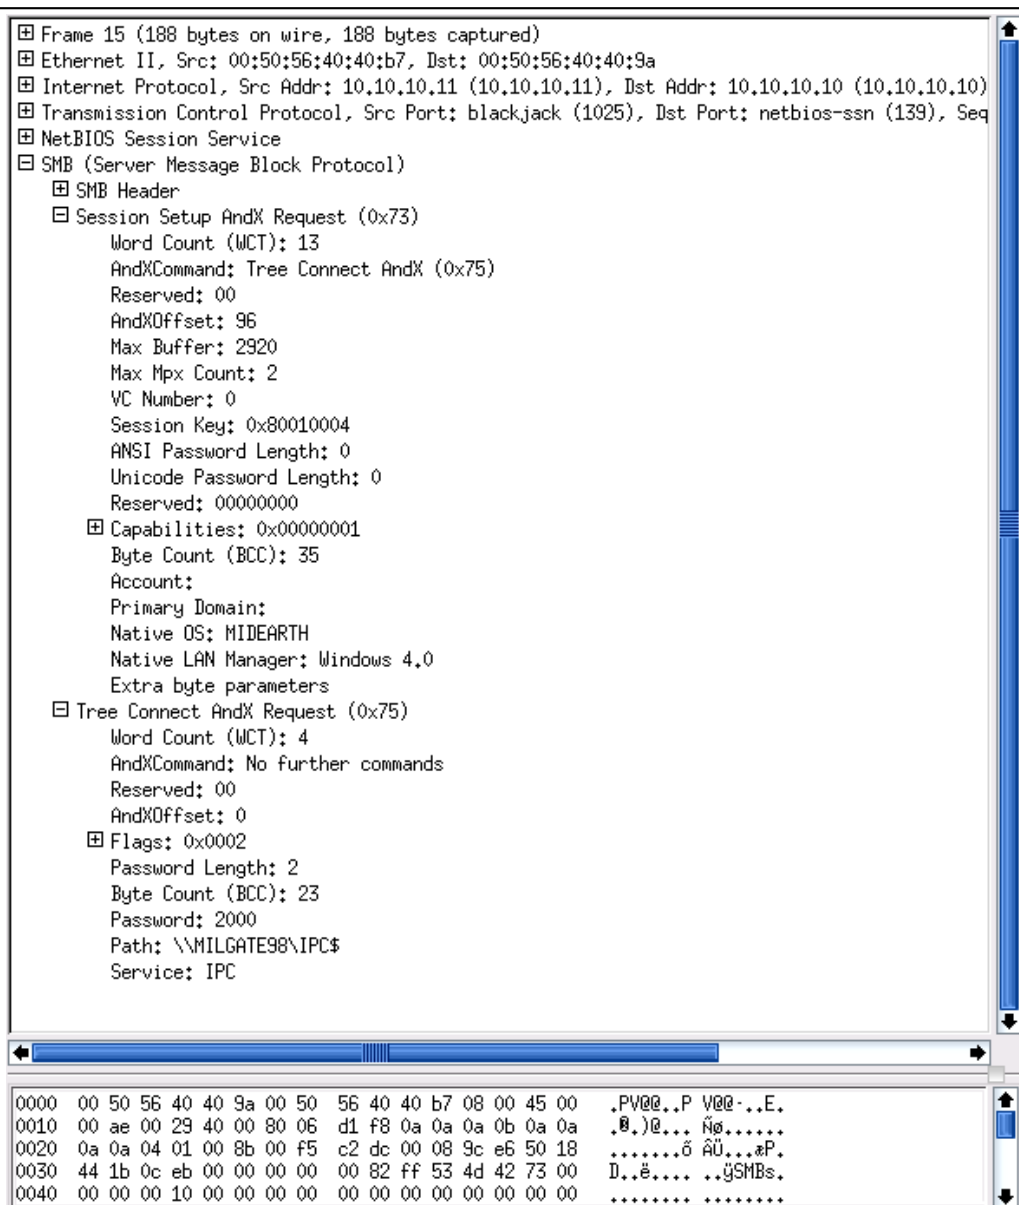 Frame 15 (188 bytes on wire, 188 bytes captured)
Ethernet II, Src: 00:50:56:40:40:b7, Dst: 00:50:56:40:40:9a
Internet Protocol, Src Addr: 10.10.10.11 (10.10.10.11), Dst Addr: 10.10.10.10 (10.10.10.10)
Transmission Control Protocol, Src Port: blackjack (1025), Dst Port: netbios-ssn (139), Seq
NetBIOS Session Service
SMB (Server Message Block Protocol)
SMB Header
Session Setup AndX Request (0x73)
Word Count (WCT): 13
AndXCommand: Tree Connect AndX (0x75)
Reserved: 00
AndXOffset: 96
Max Buffer: 2920
Max Mpx Count: 2
VC Number: 0
Session Key: 0x80010004
ANSI Password Length: 0
Unicode Password Length: 0
Reserved: 00000000
Capabilities: 0x00000001
Byte Count (BCC): 35
Account:
Primary Domain:
Native OS: MIDEARTH
Native LAN Manager: Windows 4.0
Extra byte parameters
Tree Connect AndX Request (0x75)
Word Count (WCT): 4
AndXCommand: No further commands
Reserved: 00
AndXOffset: 0
Flags: 0x0002
Password Length: 2
Byte Count (BCC): 23
Password: 2000
Path: \\MILGATE98\IPC$
Service: IPC
0000 00 50 56 40 40 9a 00 50 56 40 40 b7 08 00 45 00 .PV@@..P V@@·..E.
0010 00 ae 00 29 40 00 80 06 d1 f8 0a 0a 0a 0b 0a 0a .®.)@... Ñø......
0020 0a 0a 04 01 00 8b 00 f5 c2 dc 00 08 9c e6 50 18 .......õ ÂÜ...æP.
0030 44 1b 0c eb 00 00 00 00 00 82 ff 53 4d 42 73 00 D..ë.... ..ÿSMBs.
0040 00 00 00 10 00 00 00 00 00 00 00 00 00 00 00 00 ........ ........